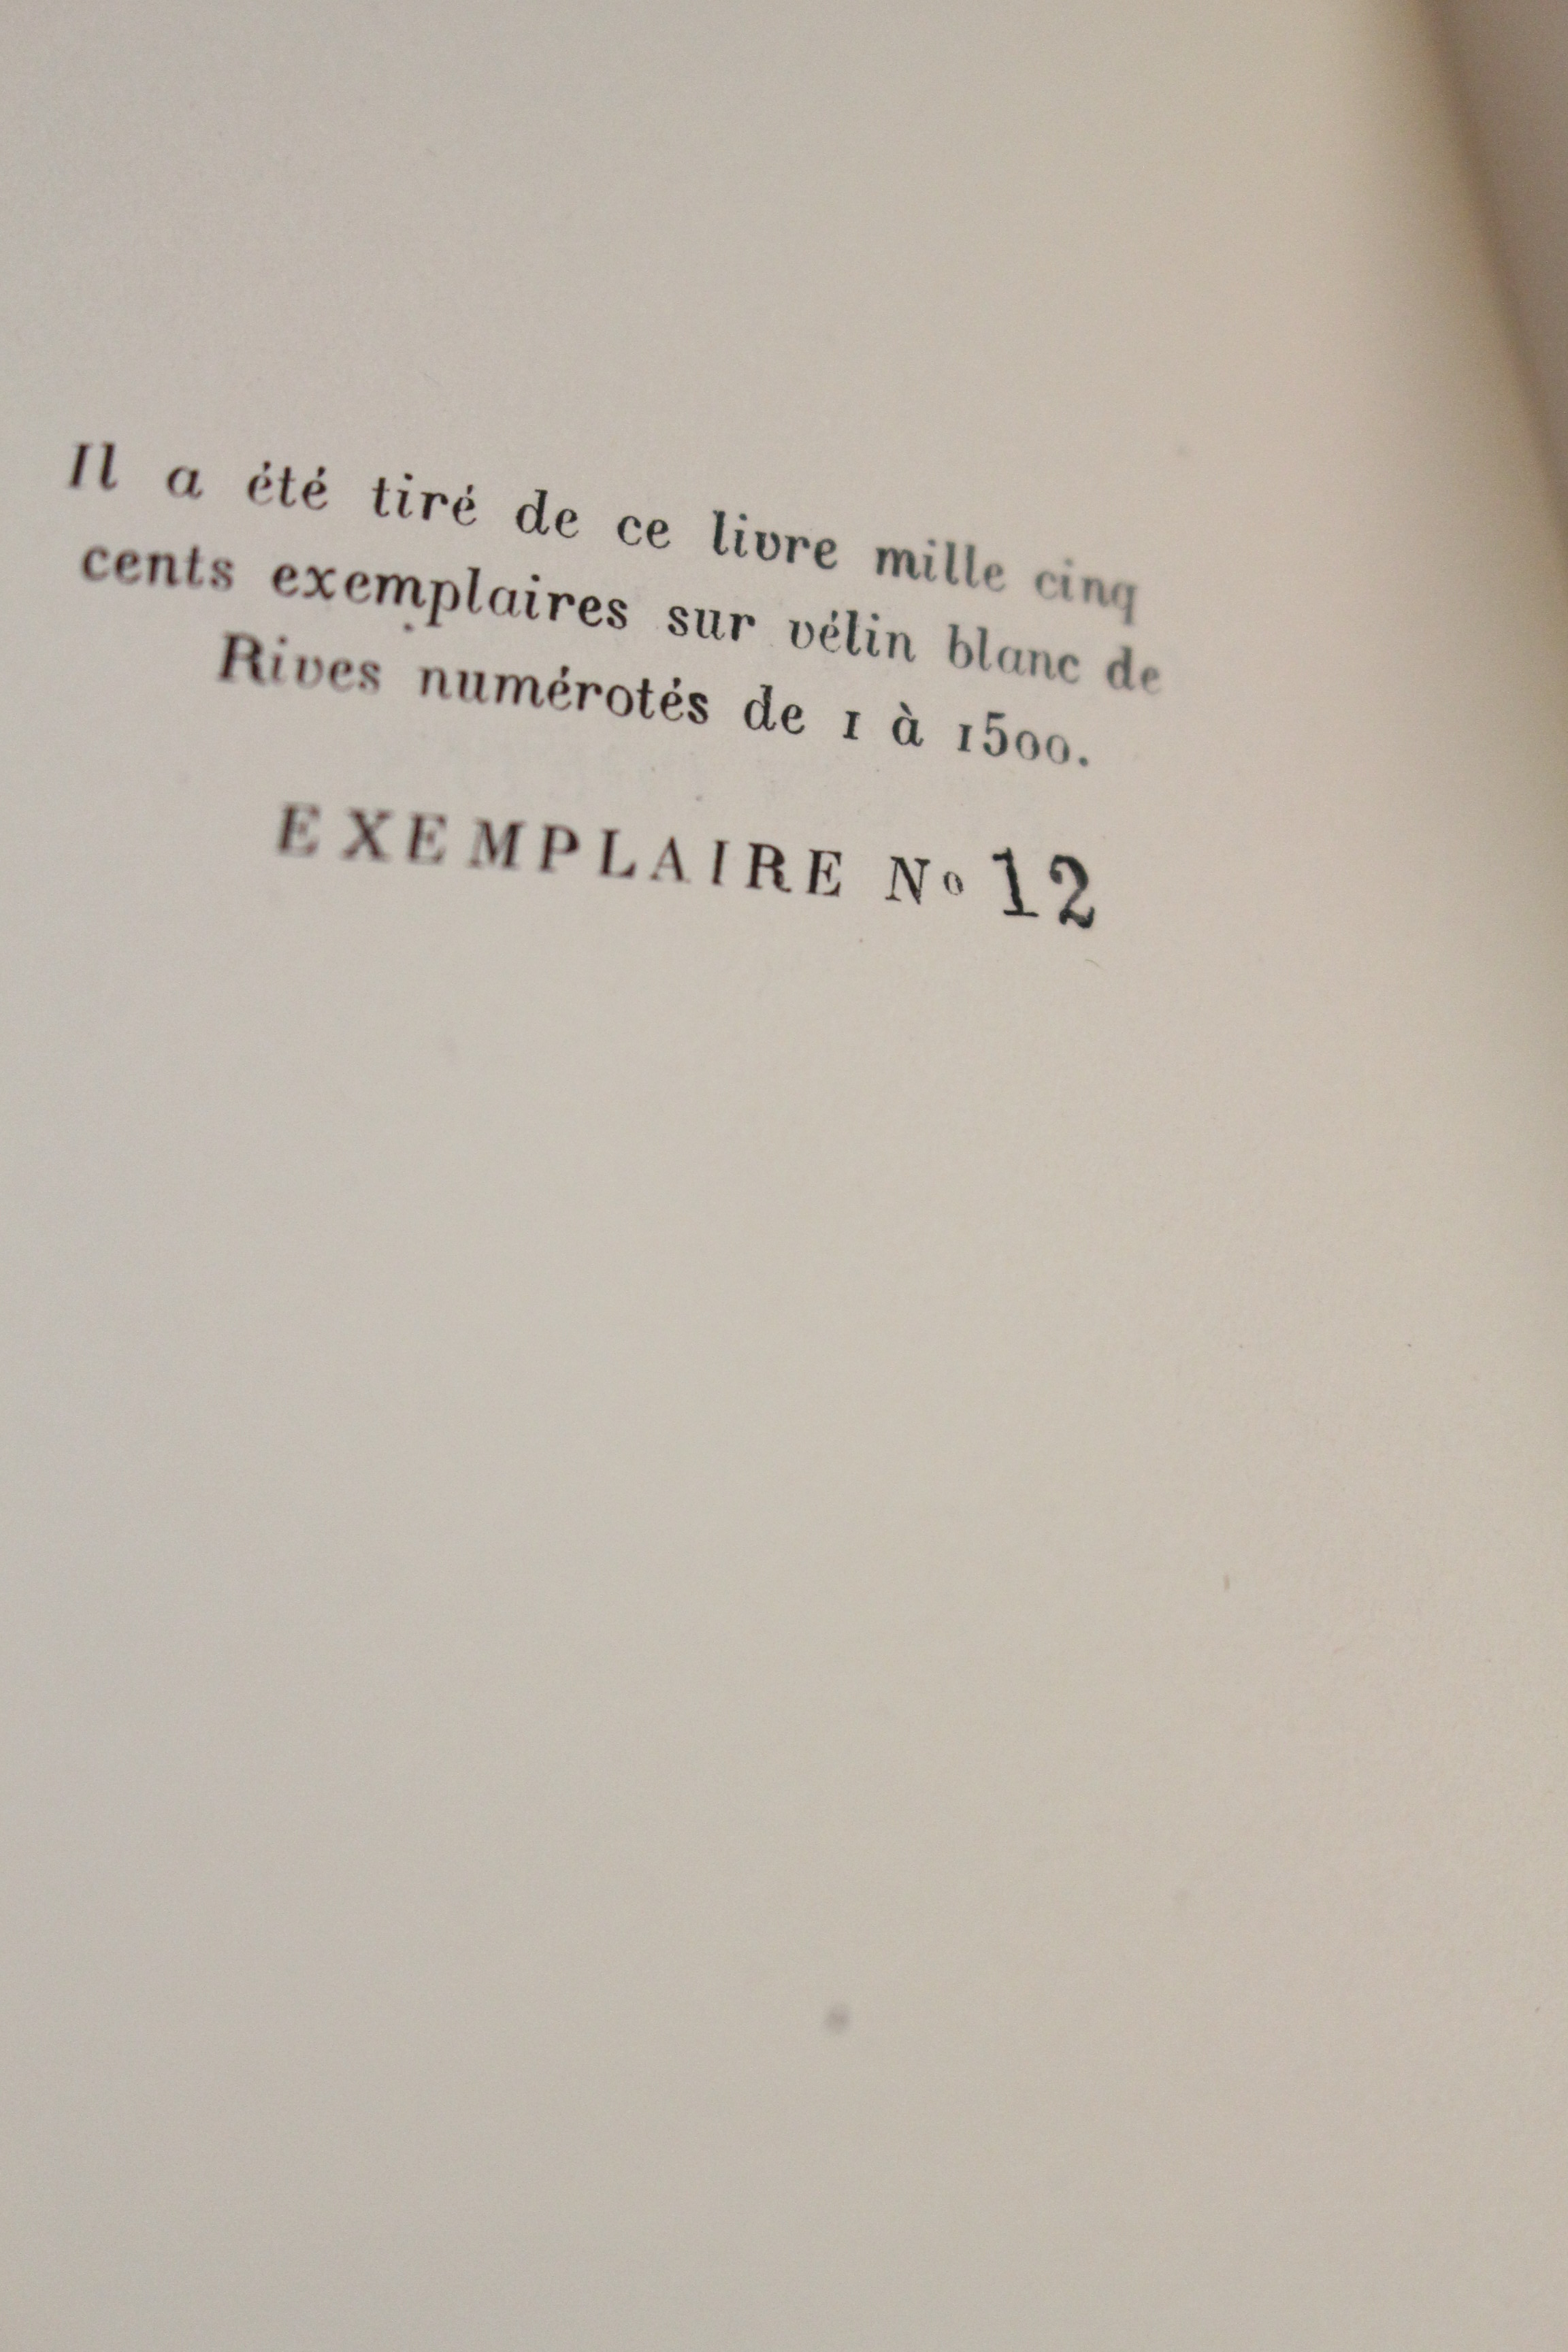 Il a été tiré de ce livre mille cinq
cents exemplaires sur vélin blanc de
Rives numérotés de 1 à 1500.
EXEMPLAIRE Nº 12